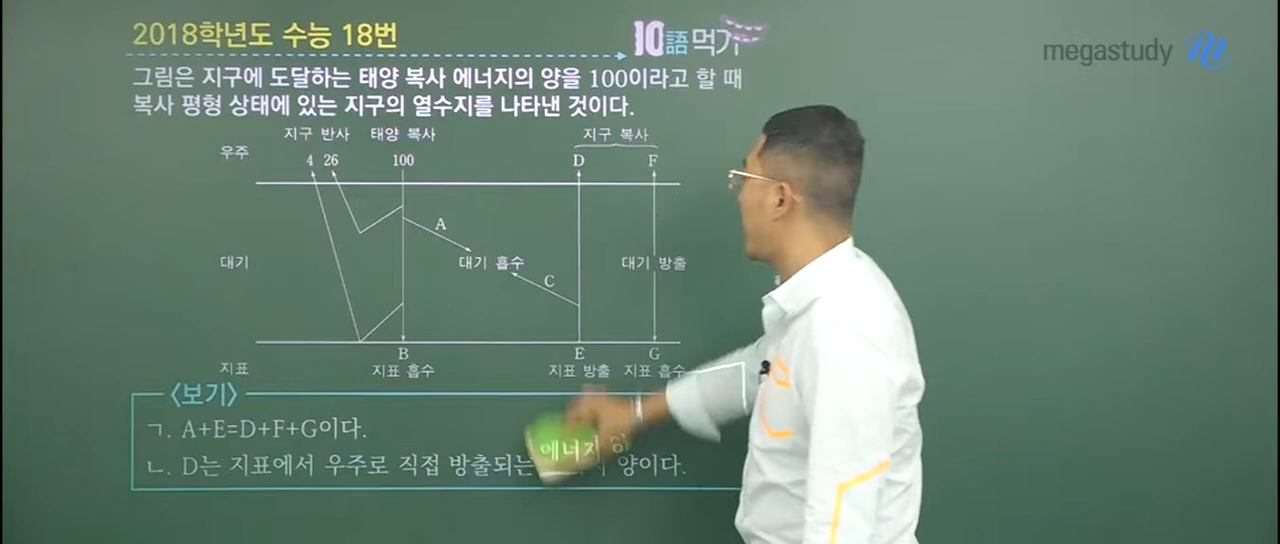 2018학년도 수능 18번
10語먹기
megastudy
그림은 지구에 도달하는 태양 복사 에너지의 양을 100이라고 할 때
복사 평형 상태에 있는 지구의 열수지를 나타낸 것이다.
지구 반사 태양 복사 지구 복사
우주 4 26 100 D F
A
대기 대기 흡수 대기 방출
C
B E G
지표 지표 흡수 지표 방출 지표 흡수
<보기>
ㄱ. A+E=D+F+G이다.
ㄴ. D는 지표에서 우주로 직접 방출되는 에너지 양이다.